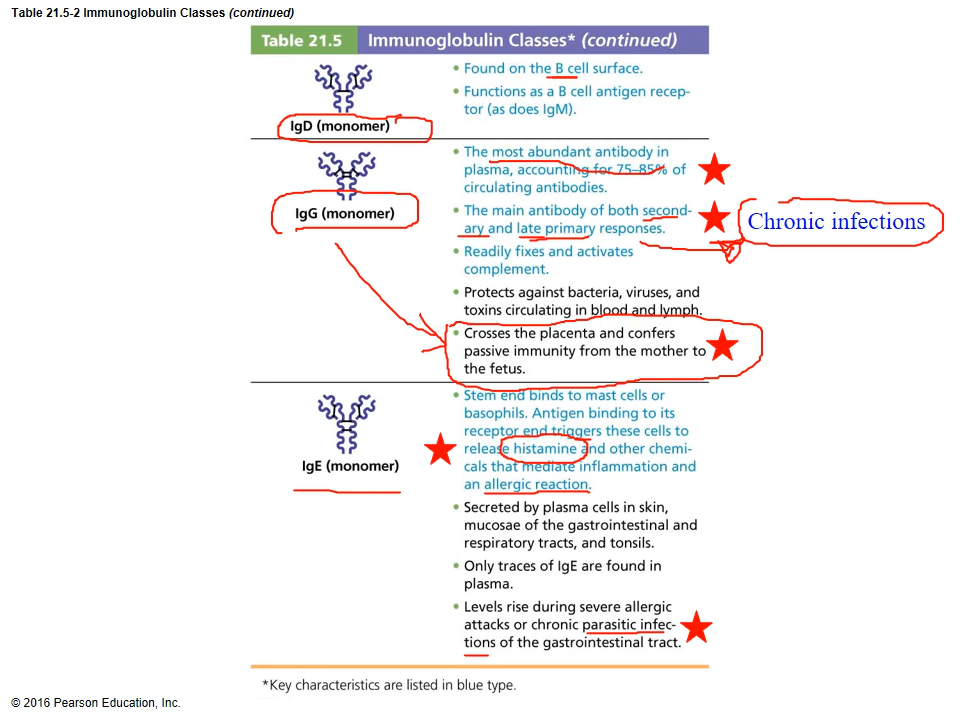 Table 21.5-2 Immunoglobulin Classes (continued)
Table 21.5 Immunoglobulin Classes* (continued)
IgD (monomer)
• Found on the B cell surface.
• Functions as a B cell antigen recep-
tor (as does IgM).
IgG (monomer)
• The most abundant antibody in
plasma, accounting for 75–85% of
circulating antibodies.
• The main antibody of both second-
ary and late primary responses.
Chronic infections
• Readily fixes and activates
complement.
• Protects against bacteria, viruses, and
toxins circulating in blood and lymph.
• Crosses the placenta and confers
passive immunity from the mother to
the fetus.
IgE (monomer)
• Stem end binds to mast cells or
basophils. Antigen binding to its
receptor end triggers these cells to
release histamine and other chemi-
cals that mediate inflammation and
an allergic reaction.
• Secreted by plasma cells in skin,
mucosae of the gastrointestinal and
respiratory tracts, and tonsils.
• Only traces of IgE are found in
plasma.
• Levels rise during severe allergic
attacks or chronic parasitic infec-
tions of the gastrointestinal tract.
*Key characteristics are listed in blue type.
© 2016 Pearson Education, Inc.